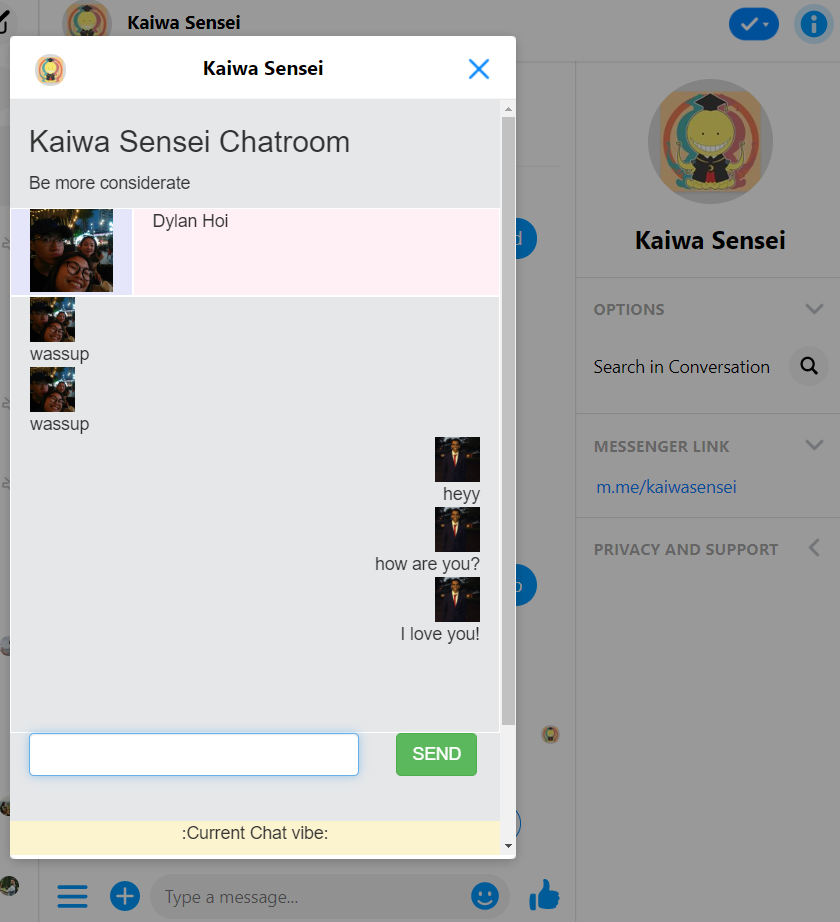 Kaiwa Sensei
Kaiwa Sensei
Kaiwa Sensei Chatroom
Be more considerate
Dylan Hoi
wassup
wassup
heyy
how are you?
I love you!
SEND
:Current Chat vibe:
Kaiwa Sensei
OPTIONS
Search in Conversation
MESSENGER LINK
m.me/kaiwasensei
PRIVACY AND SUPPORT
Type a message...